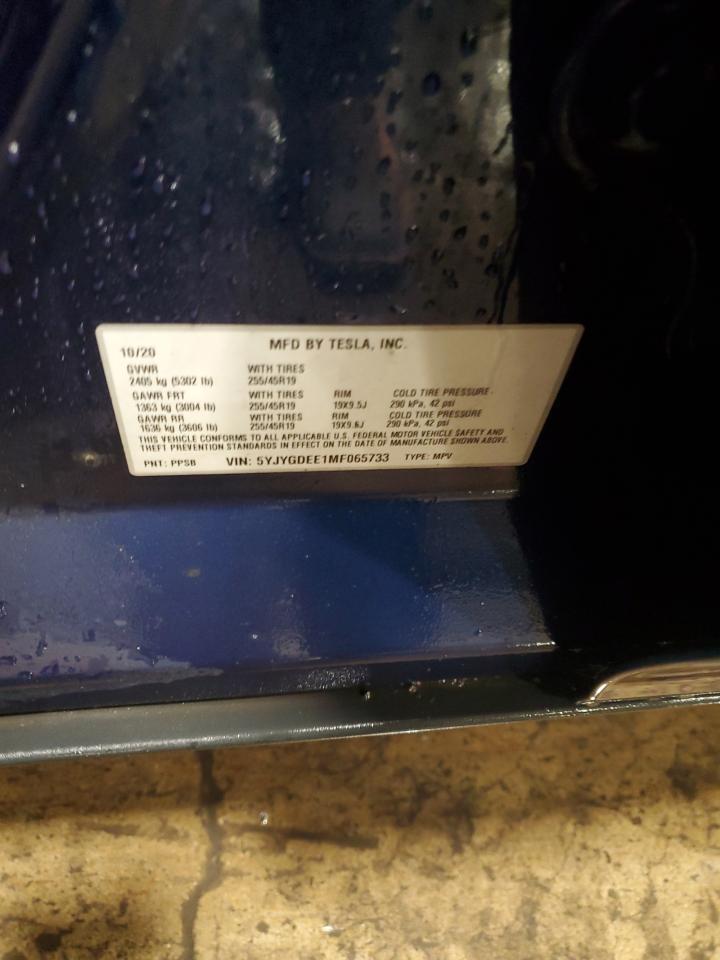 MFD BY TESLA, INC.
10/20
GVWR WITH TIRES
2405 kg (5302 lb) 255/45R19
GAWR FRT WITH TIRES RIM COLD TIRE PRESSURE
1363 kg (3004 lb) 255/45R19 19X9.5J 290 kPa, 42 psi
GAWR RR WITH TIRES RIM COLD TIRE PRESSURE
1636 kg (3606 lb) 255/45R19 19X9.5J 290 kPa, 42 psi
THIS VEHICLE CONFORMS TO ALL APPLICABLE U.S. FEDERAL MOTOR VEHICLE SAFETY AND
THEFT PREVENTION STANDARDS IN EFFECT ON THE DATE OF MANUFACTURE SHOWN ABOVE.
PNT: PPSB VIN: 5YJYGDEE1MF065733 TYPE: MPV